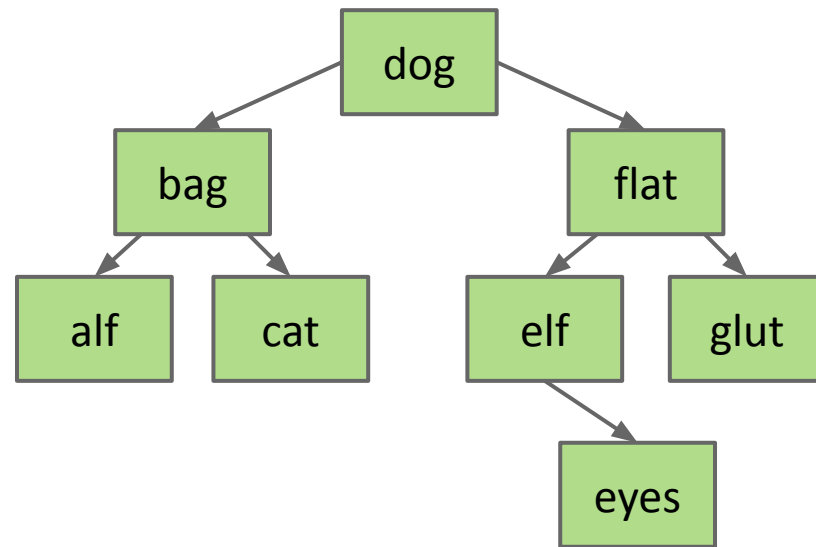 dog
bag
flat
alf
cat
elf
glut
eyes